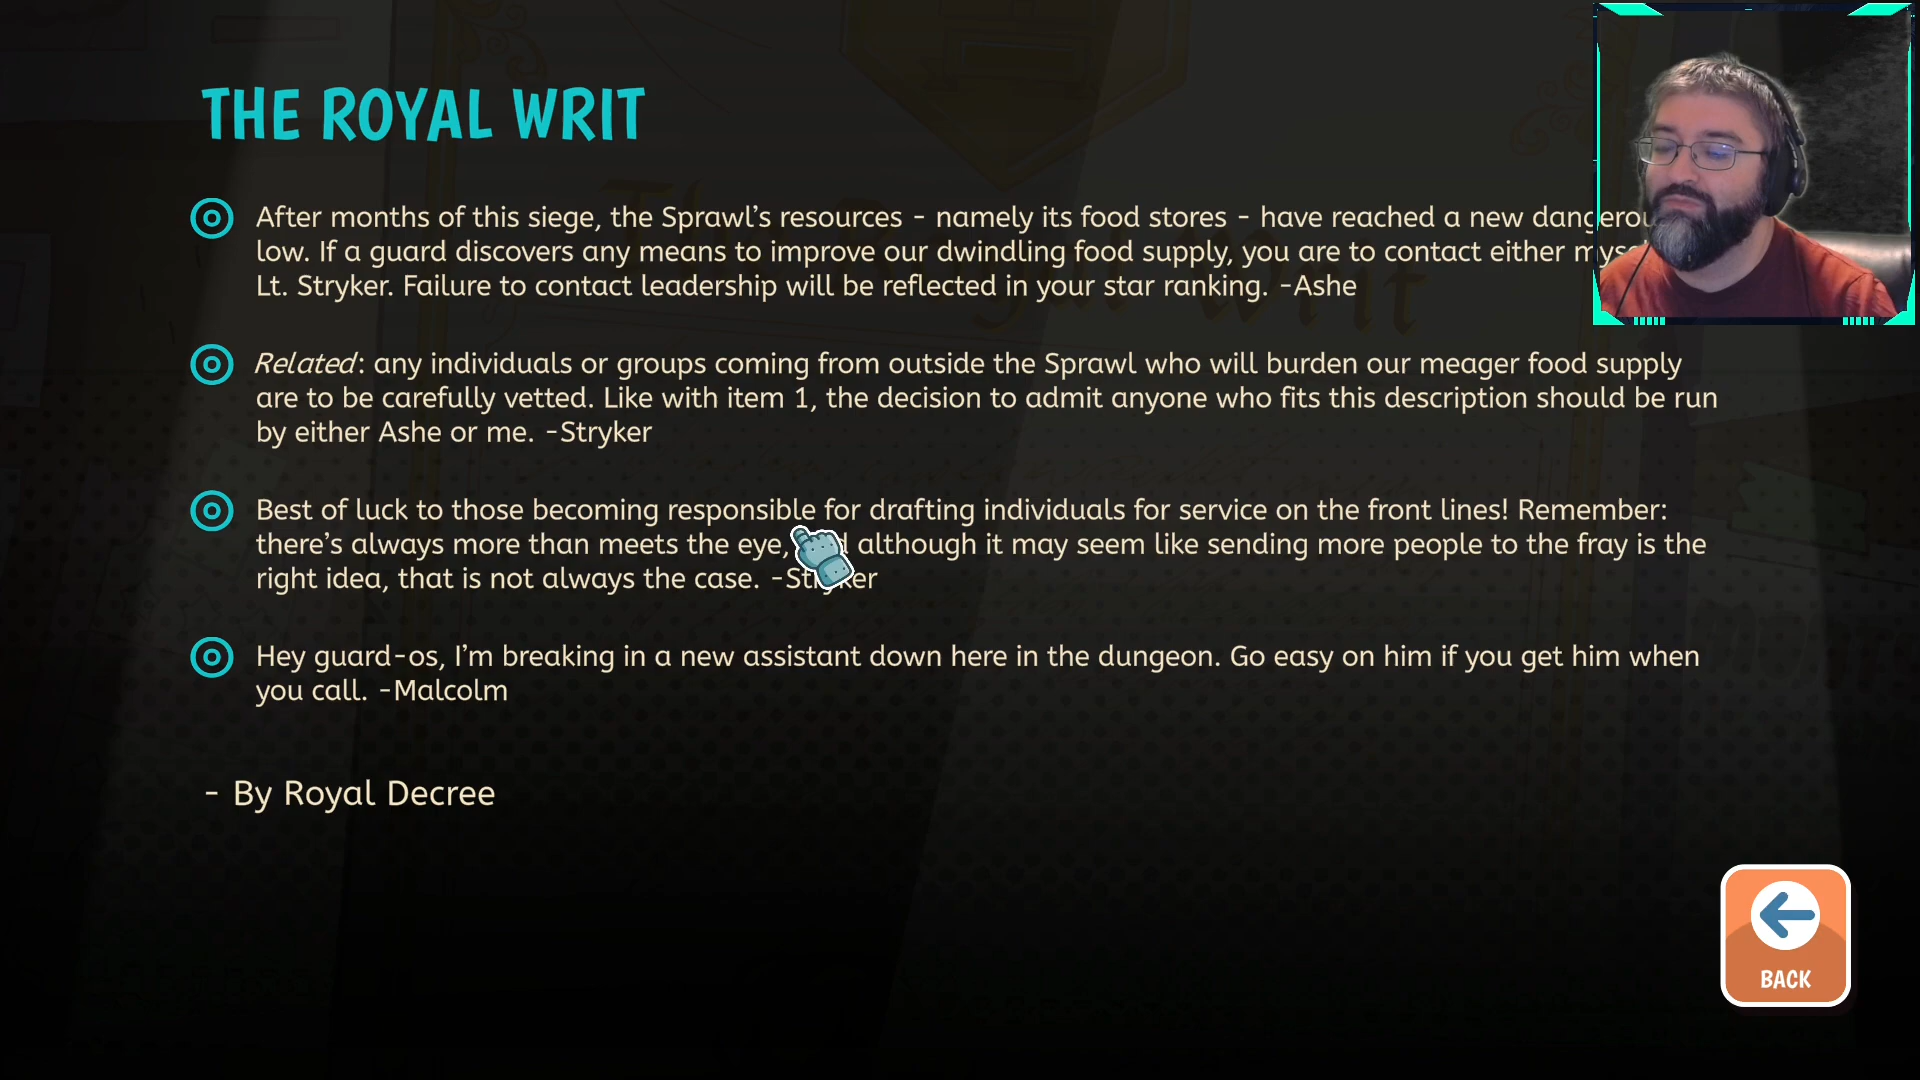 THE ROYAL WRIT
After months of this siege, the Sprawl's resources - namely its food stores - have reached a new
low. If a guard discovers any means to improve our dwindling food supply, you are to contact either
Lt. Stryker. Failure to contact leadership will be reflected in your star ranking. -Ashe
Related: any individuals or groups coming from outside the Sprawl who will burden our meager food supply
are to be carefully vetted. Like with item 1, the decision to admit anyone who fits this description should be run
by either Ashe or me. -Stryker
Best of luck to those becoming responsible for drafting individuals for service on the front lines! Remember:
there's always more than meets the eye, although it may seem like sending more people to the fray is the
right idea, that is not always the case. -Stryker
Hey guard-os, I'm breaking in a new assistant down here in the dungeon. Go easy on him if you get him when
you call. -Malcolm
- By Royal Decree
BACK